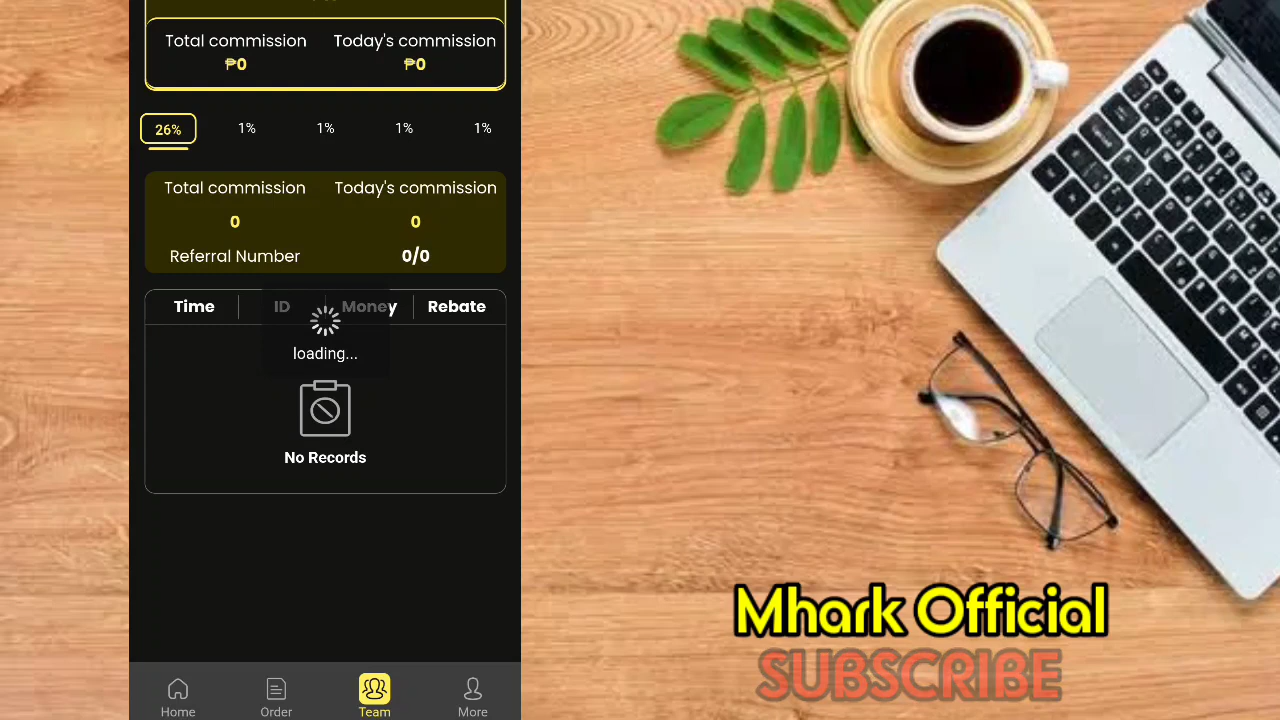 Total commission Today's commission
₱0 ₱0
26% 1% 1% 1% 1%
Total commission Today's commission
0 0
Referral Number 0/0
Time ID Money Rebate
loading...
No Records
Home Order Team More
Mhark Official
SUBSCRIBE